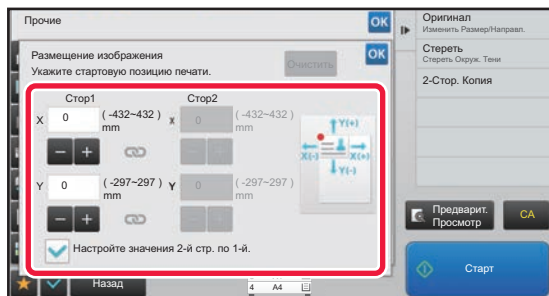 Прочие
OK
Размещение изображения
Укажите стартовую позицию печати.
Очистить
OK
Стор1
Стор2
X 0 ( -432~432 ) mm
x 0 ( -432~432 ) mm
Y 0 ( -297~297 ) mm
Y 0 ( -297~297 ) mm
Y(+)
X(-) X(+)
Y(-)
Настройте значения 2-й стр. по 1-й.
Назад
4 A4
Оригинал
Изменить Размер/Направл.
Стереть
Стереть Окруж. Тени
2-Стор. Копия
Предварит.
Просмотр
CA
Старт